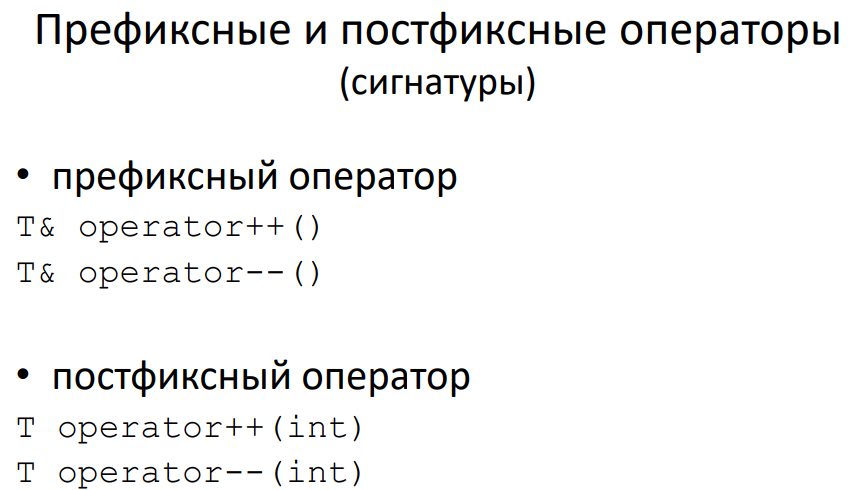 Префиксные и постфиксные операторы
(сигнатуры)
• префиксный оператор
T& operator++()
T& operator--()
• постфиксный оператор
T operator++(int)
T operator--(int)